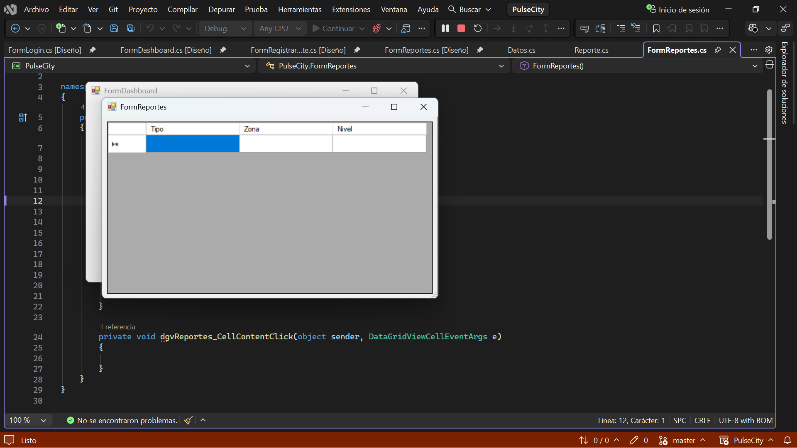 Archivo Editar Ver Git Proyecto Compilar Depurar Prueba Herramientas Extensiones Ventana Ayuda Buscar PulseCity Inicio de sesión
Debug Any CPU Continuar
FormLogin.cs [Diseño] FormDashboard.cs [Diseño] FormRegistrar...te.cs [Diseño] FormReportes.cs [Diseño] Datos.cs Reporte.cs FormReportes.cs
PulseCity PulseCity.FormReportes FormReportes()
Explorador de soluciones
2
3 names
4 {
5 p
6 {
7
8
9
10
11
12
13
14
15
16
17
18
19
20
21
22 }
23
FormDashboard
FormReportes
Tipo Zona Nivel
1 referencia
24 private void dgvReportes_CellContentClick(object sender, DataGridViewCellEventArgs e)
25 {
26
27 }
28 }
29 }
30
100 % No se encontraron problemas. Línea: 12, Carácter: 1 SPC CRLF UTF-8 with BOM
Listo 0 / 0 0 master PulseCity